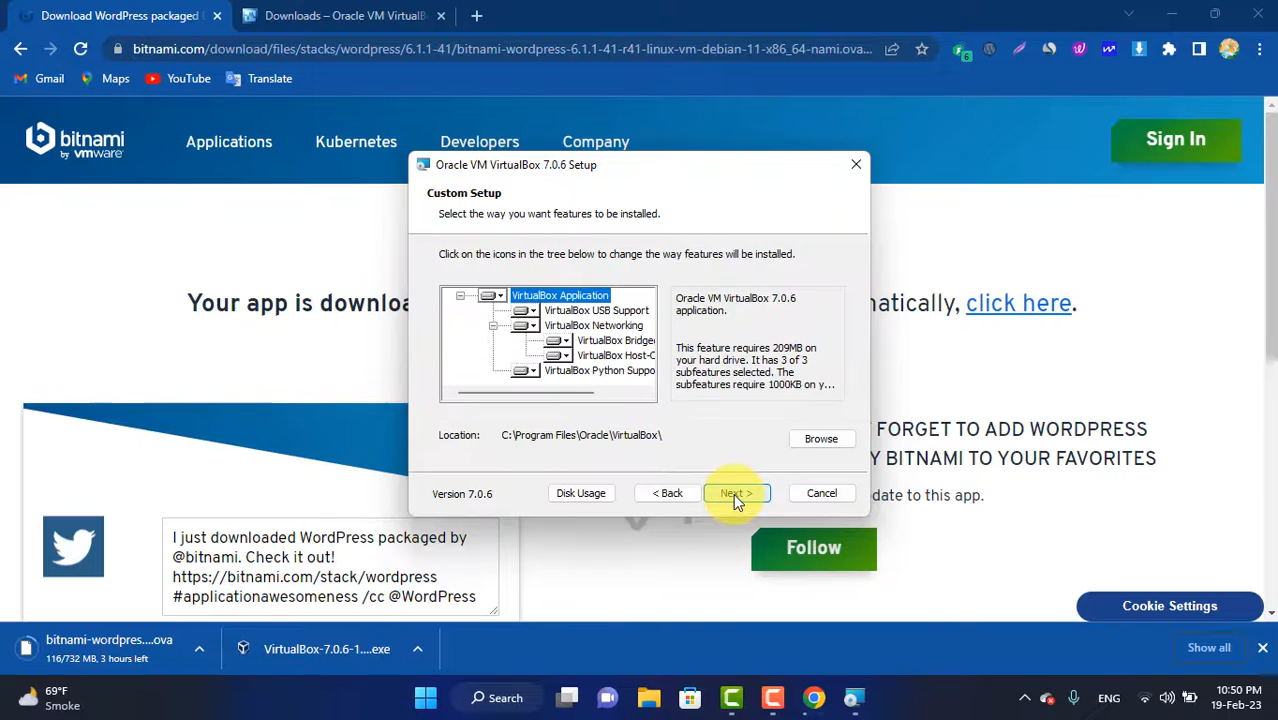 Download WordPress packaged
Downloads – Oracle VM VirtualB
bitnami.com/download/files/stacks/wordpress/6.1.1-41/bitnami-wordpress-6.1.1-41-r41-linux-vm-debian-11-x86_64-nami.ova...
6
Gmail
Maps
YouTube
Translate
bitnami
by vmware
Applications
Kubernetes
Developers
Company
Sign In
Oracle VM VirtualBox 7.0.6 Setup
Custom Setup
Select the way you want features to be installed.
Click on the icons in the tree below to change the way features will be installed.
VirtualBox Application
VirtualBox USB Support
VirtualBox Networking
VirtualBox Bridge
VirtualBox Host-O
VirtualBox Python Suppo
Oracle VM VirtualBox 7.0.6
application.
This feature requires 209MB on
your hard drive. It has 3 of 3
subfeatures selected. The
subfeatures require 1000KB on y...
Location: C:\Program Files\Oracle\VirtualBox\
Browse
Version 7.0.6
Disk Usage
< Back
Next >
Cancel
Your app is downloa
matically, click here.
FORGET TO ADD WORDPRESS
Y BITNAMI TO YOUR FAVORITES
pdate to this app.
Follow
I just downloaded WordPress packaged by
@bitnami. Check it out!
https://bitnami.com/stack/wordpress
#applicationawesomeness /cc @WordPress
Cookie Settings
bitnami-wordpres....ova
116/732 MB, 3 hours left
VirtualBox-7.0.6-1....exe
Show all
69°F
Smoke
Search
ENG
10:50 PM
19-Feb-23